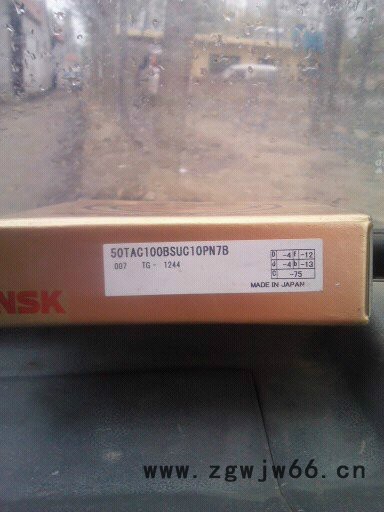 50TAC100BSUC10PN7B
007 TG - 1244
D -4 f -12
d -4 b -13
C -75
MADE IN JAPAN
NSK
www.zgwjw66.cn